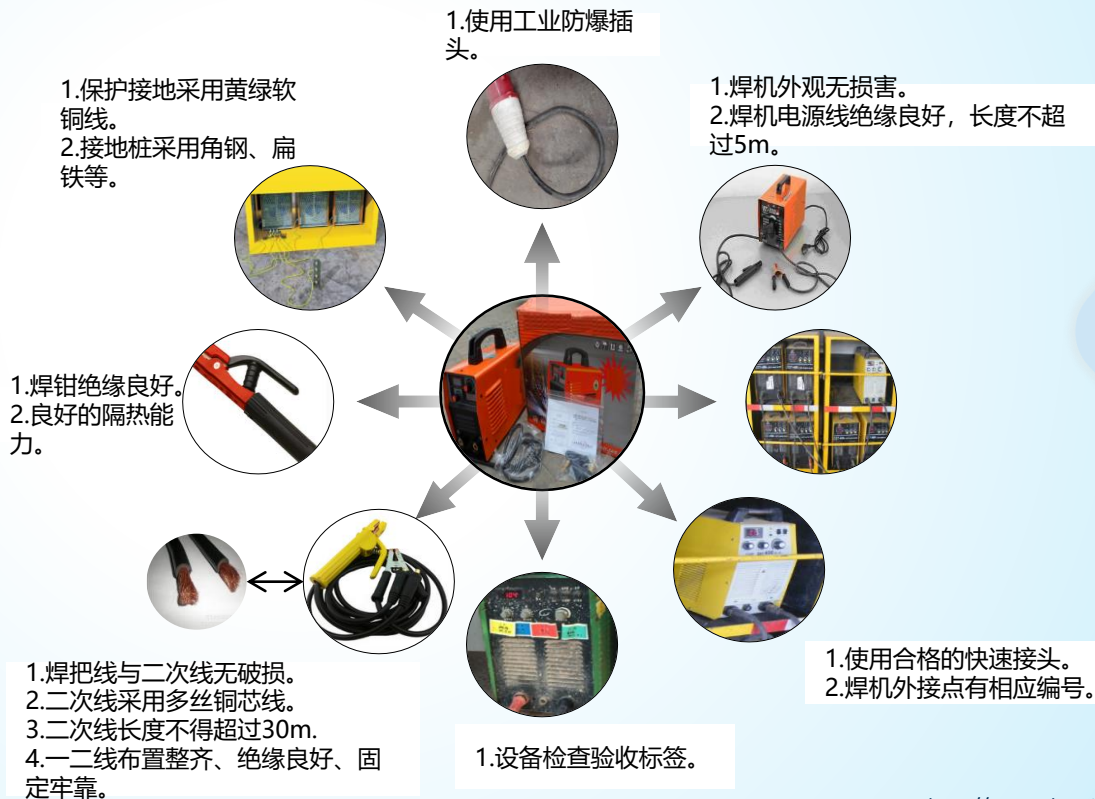 1.使用工业防爆插
头。
1.保护接地采用黄绿软
铜线。
2.接地桩采用角钢、扁
铁等。
1.焊机外观无损害。
2.焊机电源线绝缘良好，长度不超
过5m。
1.焊钳绝缘良好。
2.良好的隔热能
力。
1.焊把线与二次线无破损。
2.二次线采用多丝铜芯线。
3.二次线长度不得超过30m.
4.一二线布置整齐、绝缘良好、固
定牢靠。
1.设备检查验收标签。
1.使用合格的快速接头。
2.焊机外接点有相应编号。